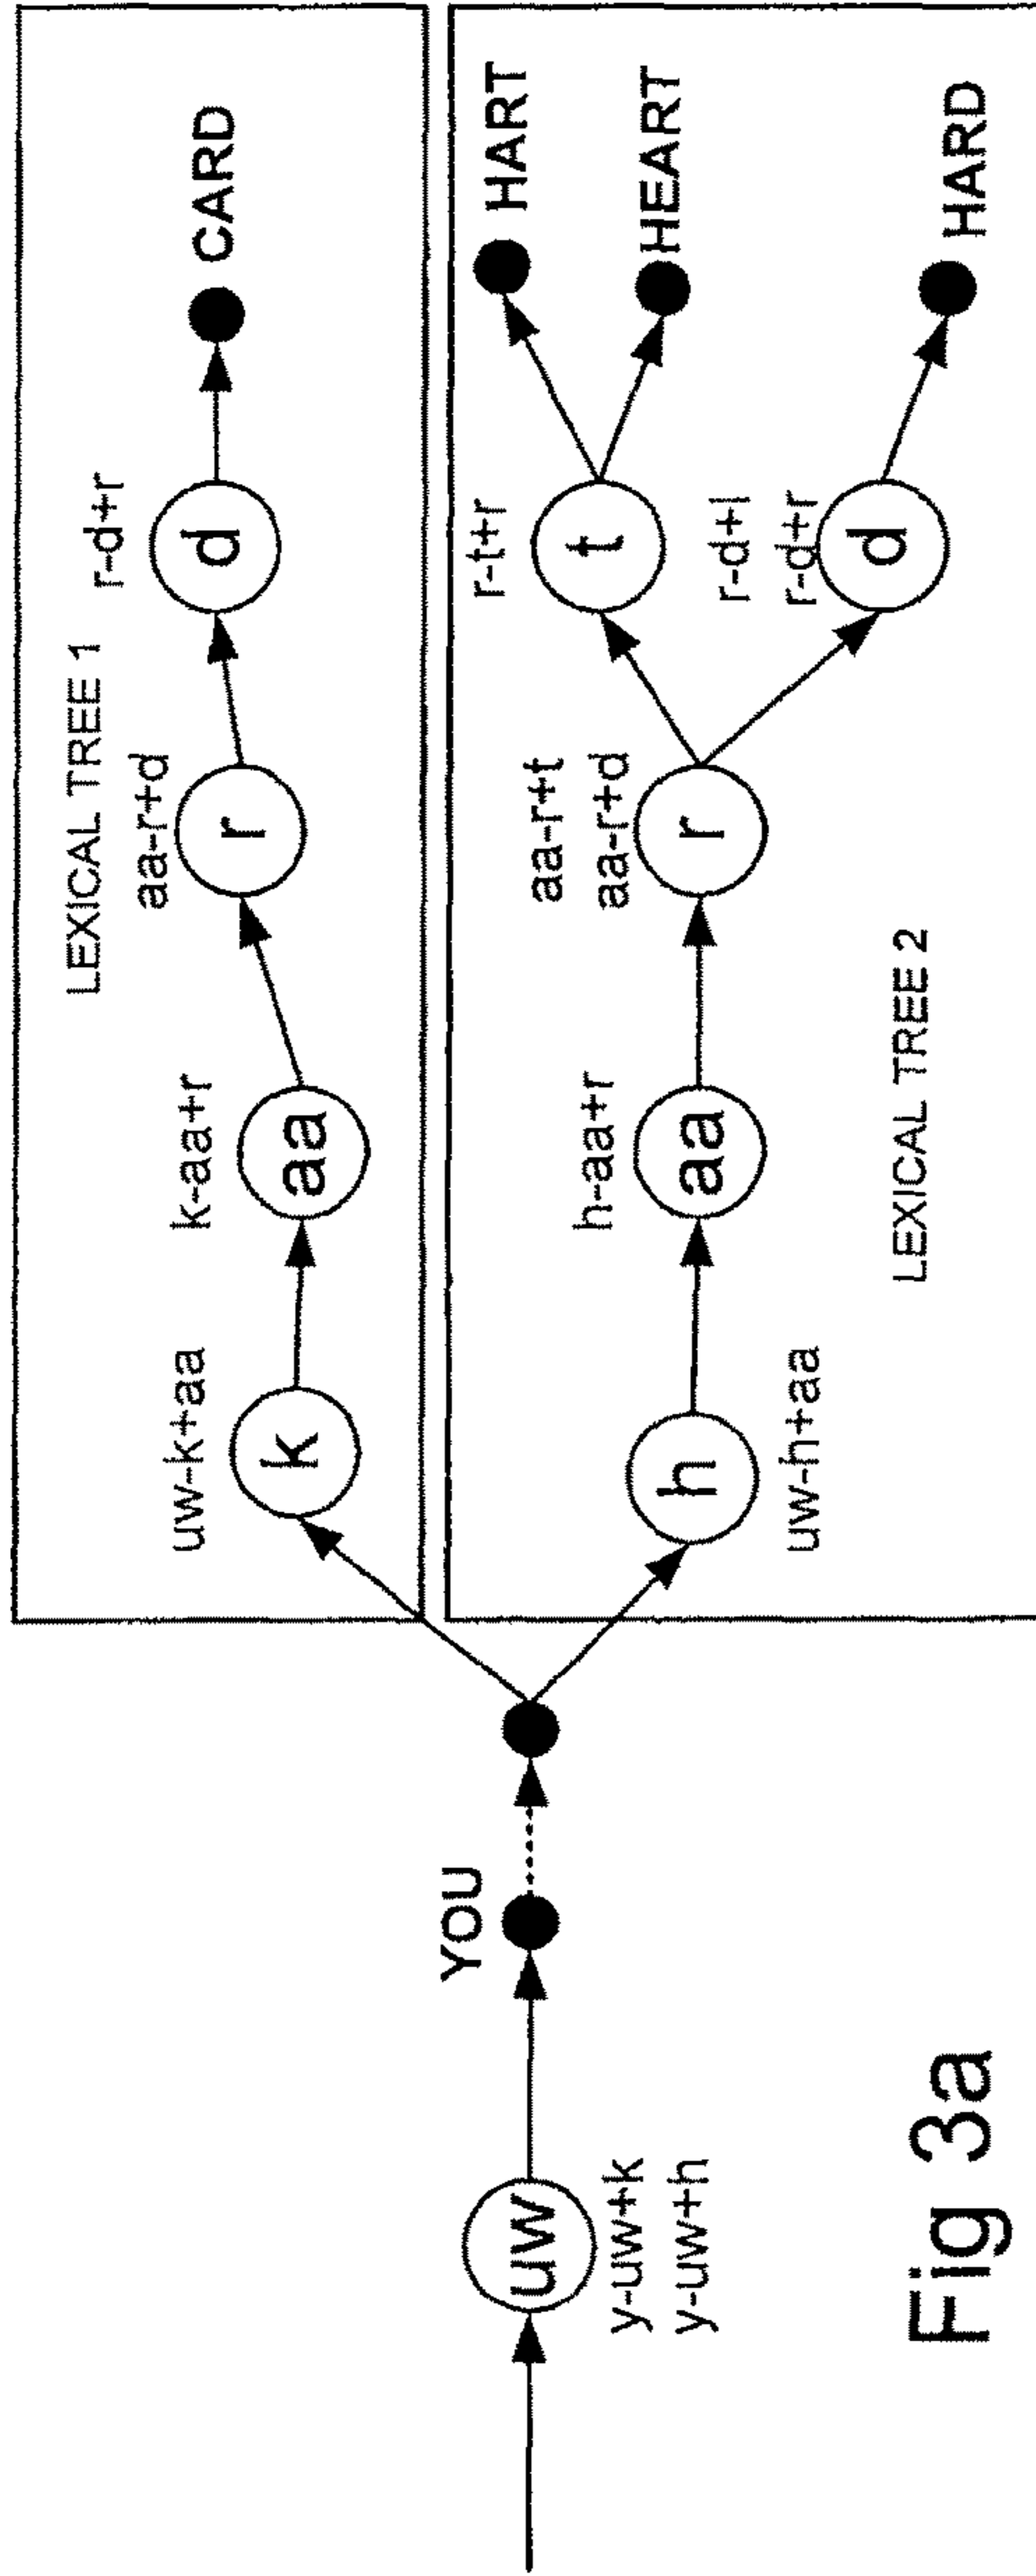 LEXICAL TREE 1
uw-k+aa
k
k-aa+r
aa
aa-r+d
r
r-d+r
d
CARD
uw
y-uw+k
y-uw+h
YOU
uw-h+aa
h
h-aa+r
aa
aa-r+t
aa-r+d
r
r-t+r
t
HART
HEART
r-d+l
r-d+r
d
HARD
LEXICAL TREE 2
Fig 3a